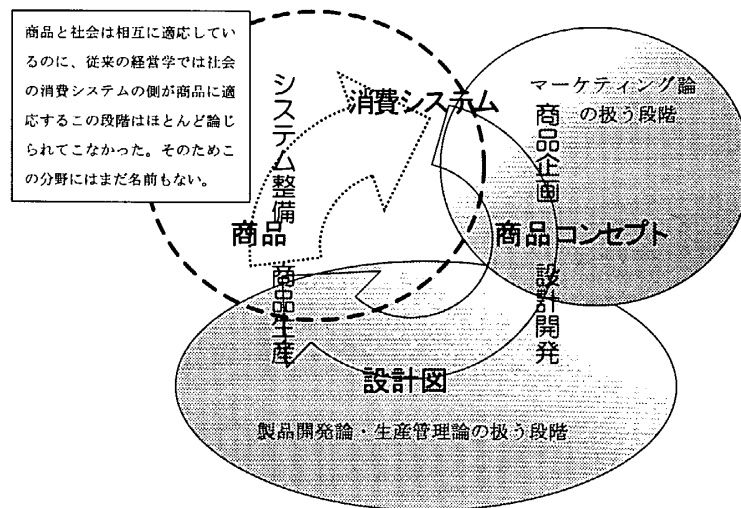 商品と社会は相互に適応してい
るのに、従来の経営学では社会
の消費システムの側が商品に適
応するこの段階はほとんど論じ
られてこなかった。そのためこ
の分野にはまだ名前もない。
マーケティング論
の扱う段階
消費システム
システム整備
商品企画
商品
商品コンセプト
商品生産
設計開発
設計図
製品開発論・生産管理論の扱う段階